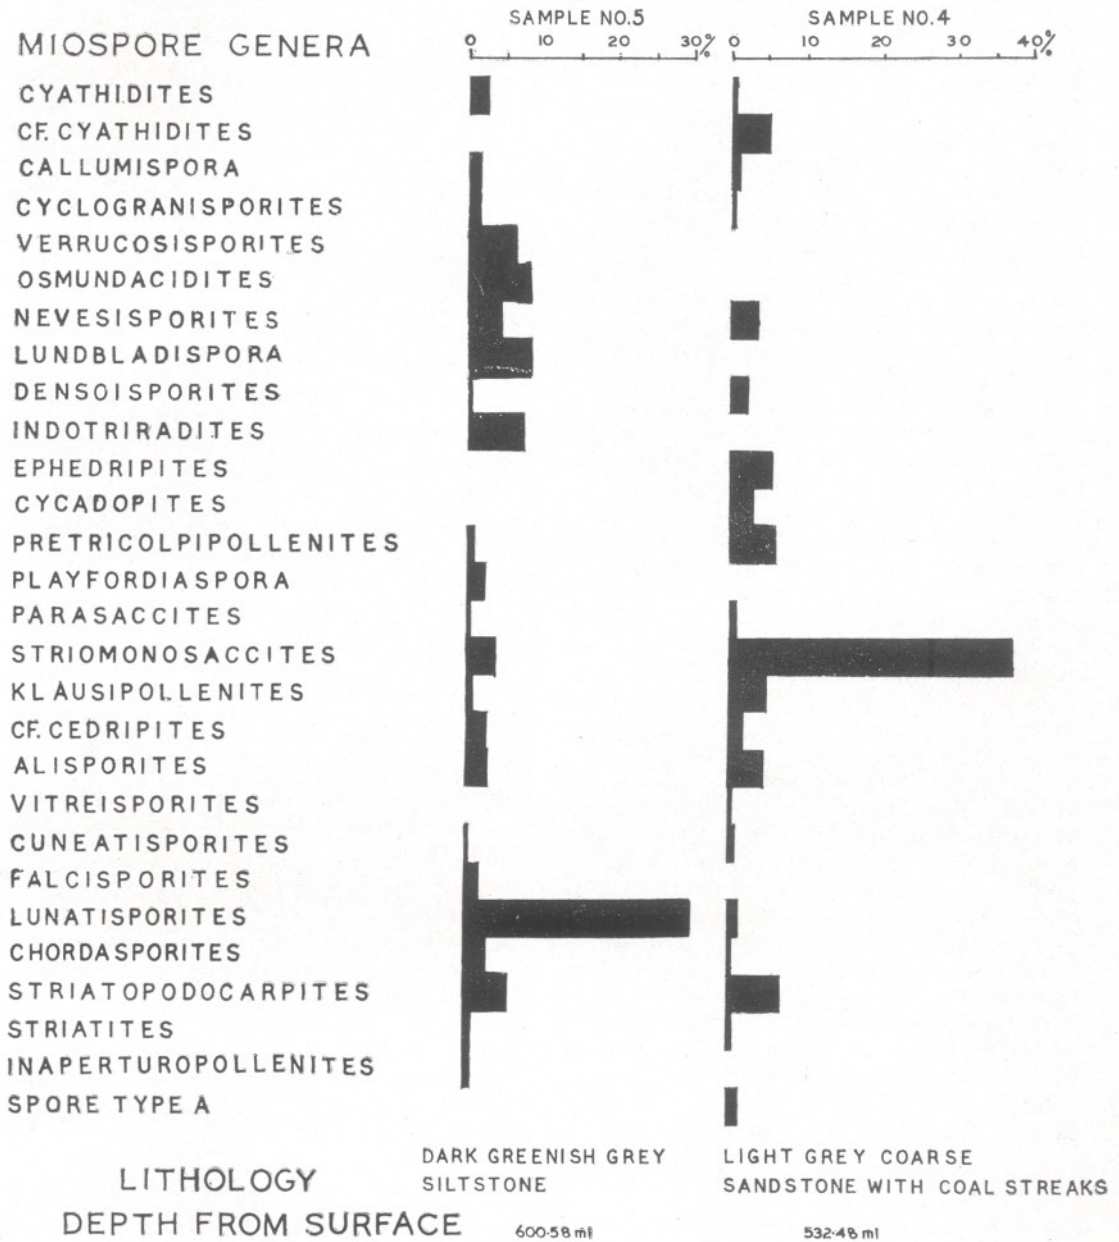 SAMPLE NO.5 SAMPLE NO.4
MIOSPORE GENERA 0 10 30% 0 10 20 30 40%
CYATHIDITES
CF. CYATHIDITES
CALLUMISPORA
CYCLOGRANISPORITES
VERRUCOSISPORITES
OSMUNDACIDITES
NEVESISPORITES
LUNDBLADISPORA
DENSOISPORITES
INDOTRIRADITES
EPHEDRIPITES
CYCADOPITES
PRETRICOLPIPOLLENITES
PLAYFORDIASPORA
PARASACCITES
STRIOMONOSACCITES
KLAUSIPOLLENITES
CF. CEDRIPITES
ALISPORITES
VITREISPORITES
CUNEATISPORITES
FALCISPORITES
LUNATISPORITES
CHORDASPORITES
STRIATOPODOCARPITES
STRIATITES
INAPERTUROPOLLENITES
SPORE TYPE A
LITHOLOGY
DARK GREENISH GREY
SILTSTONE
LIGHT GREY COARSE
SANDSTONE WITH COAL STREAKS
DEPTH FROM SURFACE 600·58 mt 532·48 mt